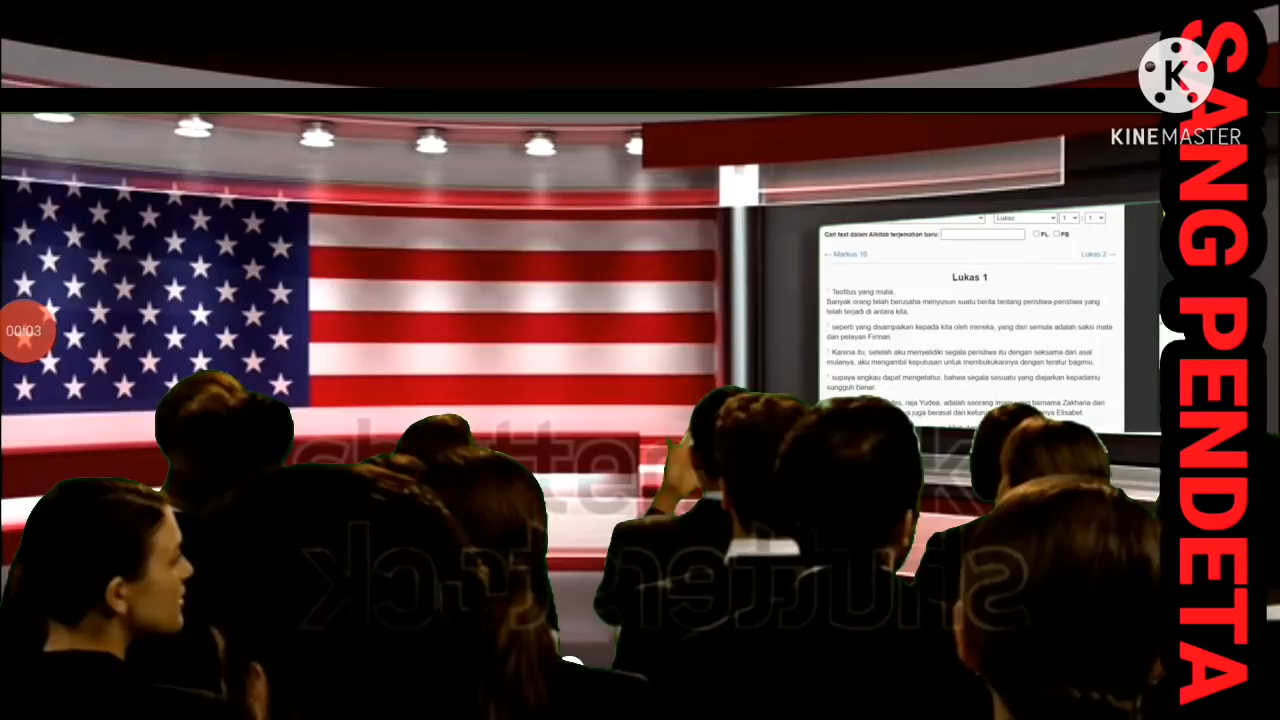 SANG PENDETA
K
KINEMASTER
Lukas 1 1
Cari text dalam Alkitab terjemahan baru: PL PB
← Markus 16 Lukas 2 →
Lukas 1
Teofilus yang mulia,
Banyak orang telah berusaha menyusun suatu berita tentang peristiwa-peristiwa yang
telah terjadi di antara kita,
seperti yang disampaikan kepada kita oleh mereka, yang dari semula adalah saksi mata
dan pelayan Firman.
Karena itu, setelah aku menyelidiki segala peristiwa itu dengan seksama dari asal
mulanya, aku mengambil keputusan untuk membukukannya dengan teratur bagimu,
supaya engkau dapat mengetahui, bahwa segala sesuatu yang diajarkan kepadamu
sungguh benar.
raja Yudea, adalah seorang yang bernama Zakharia dari
juga berasal dari Elisabet.
00:03
shutter k
shutterstock